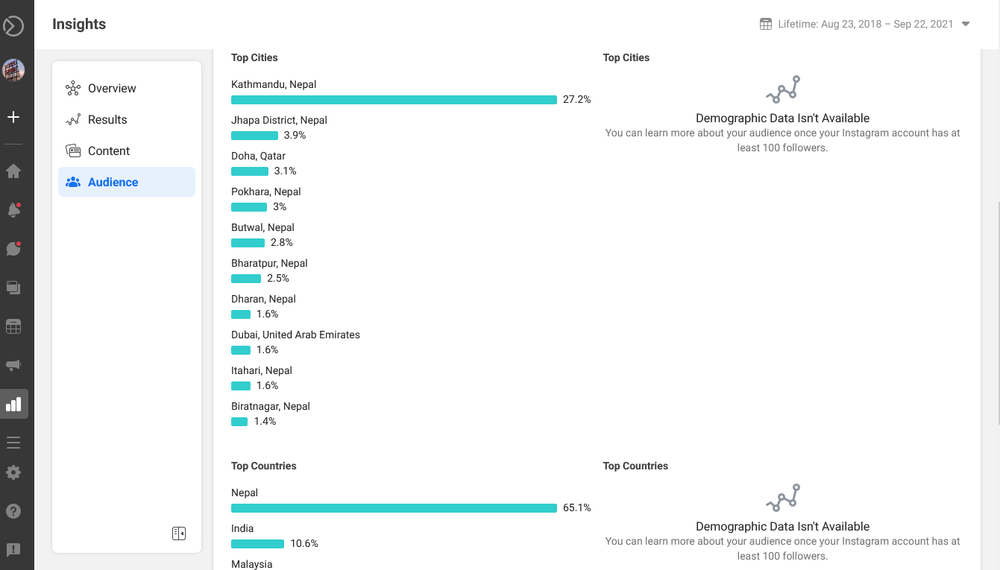 Insights
Lifetime: Aug 23, 2018 – Sep 22, 2021
Overview
Results
Content
Audience
Top Cities
Kathmandu, Nepal
27.2%
Jhapa District, Nepal
3.9%
Doha, Qatar
3.1%
Pokhara, Nepal
3%
Butwal, Nepal
2.8%
Bharatpur, Nepal
2.5%
Dharan, Nepal
1.6%
Dubai, United Arab Emirates
1.6%
Itahari, Nepal
1.6%
Biratnagar, Nepal
1.4%
Top Cities
Demographic Data Isn't Available
You can learn more about your audience once your Instagram account has at
least 100 followers.
Top Countries
Nepal
65.1%
India
10.6%
Malaysia
Top Countries
Demographic Data Isn't Available
You can learn more about your audience once your Instagram account has at
least 100 followers.